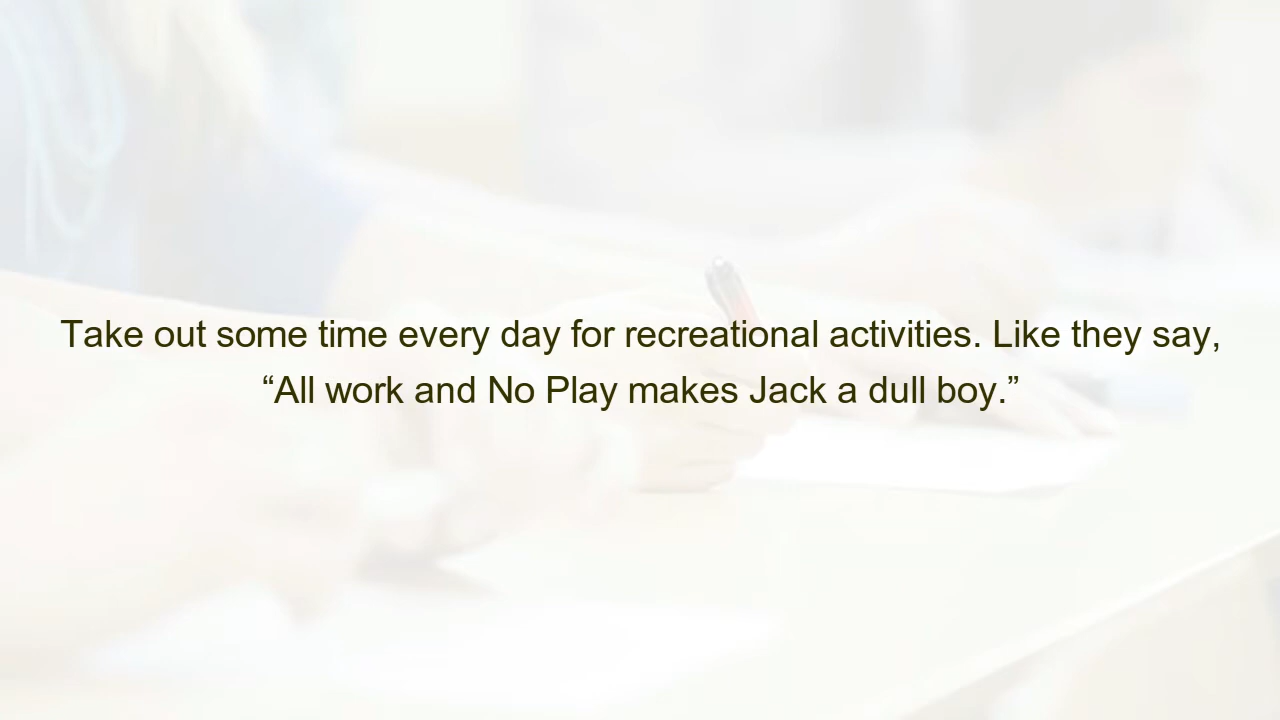 Take out some time every day for recreational activities. Like they say,
“All work and No Play makes Jack a dull boy.”